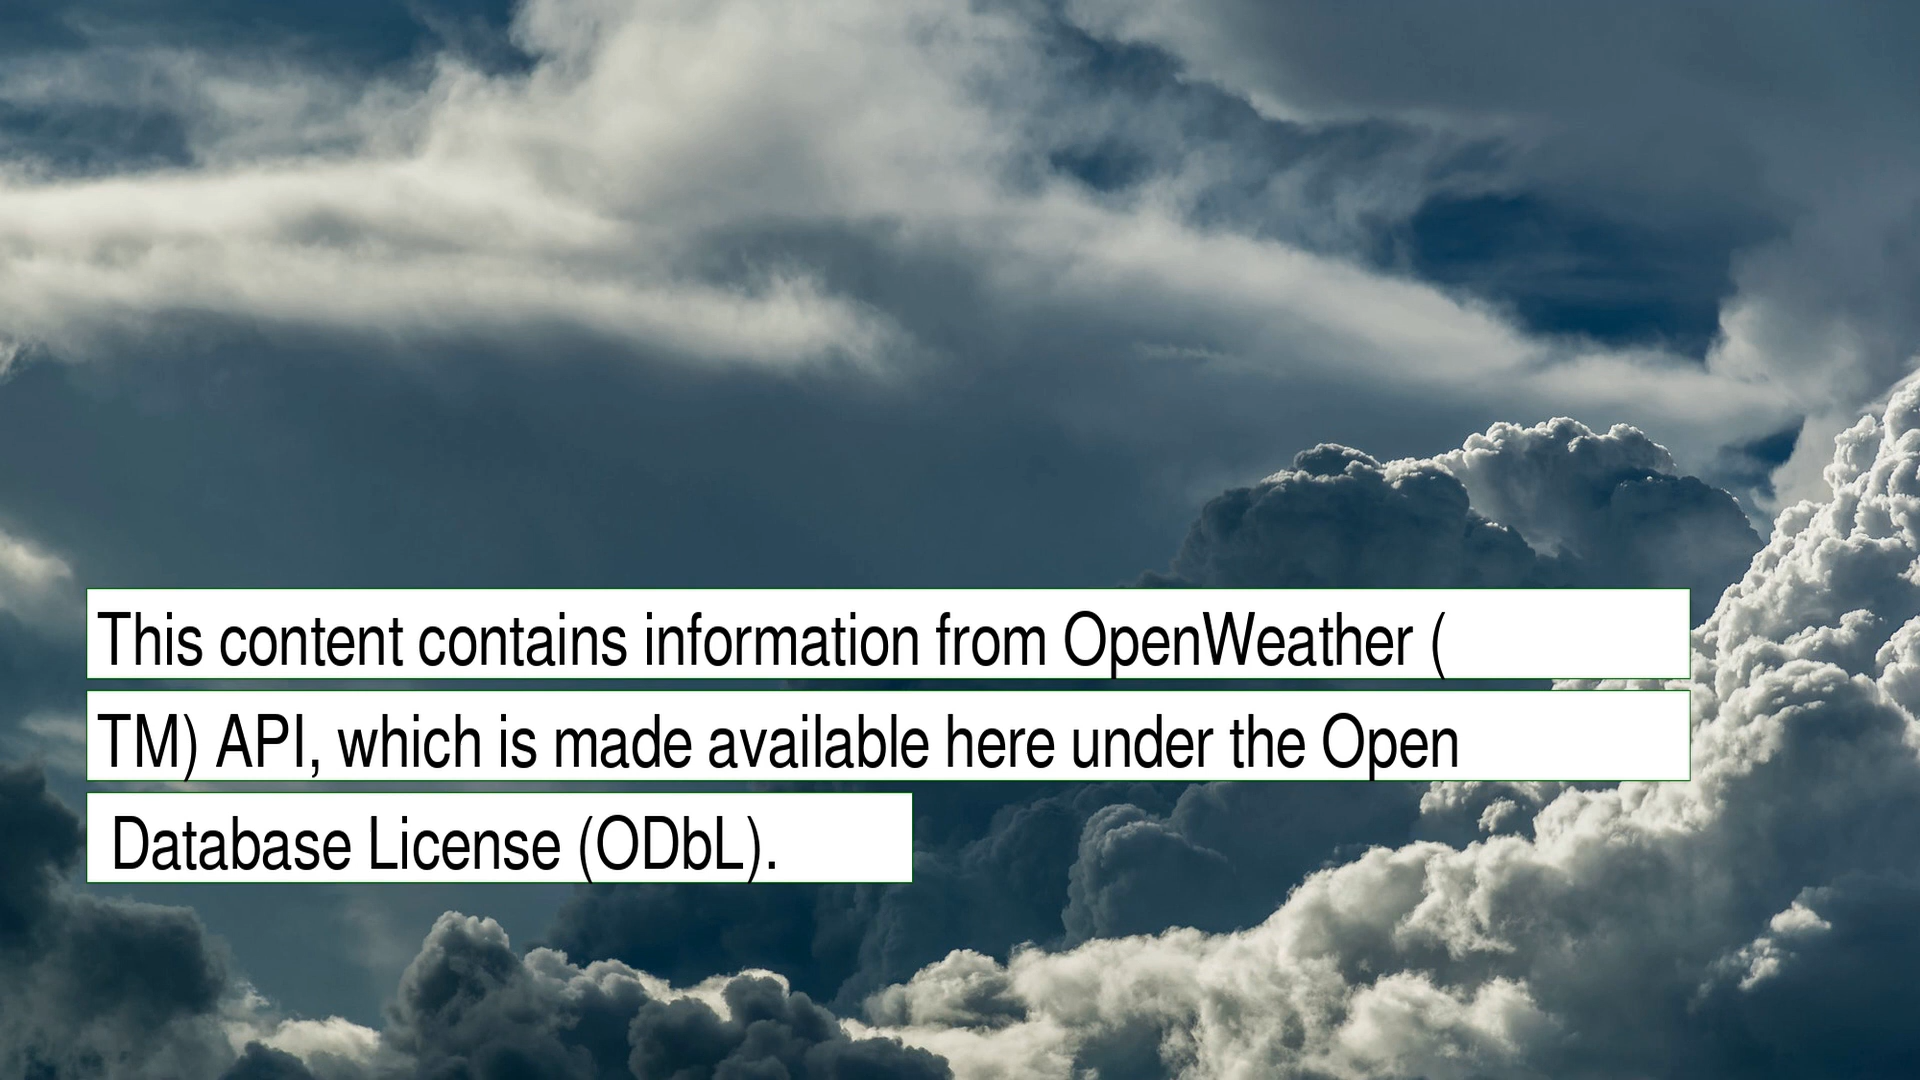 This content contains information from OpenWeather (
TM) API, which is made available here under the Open
Database License (ODbL).